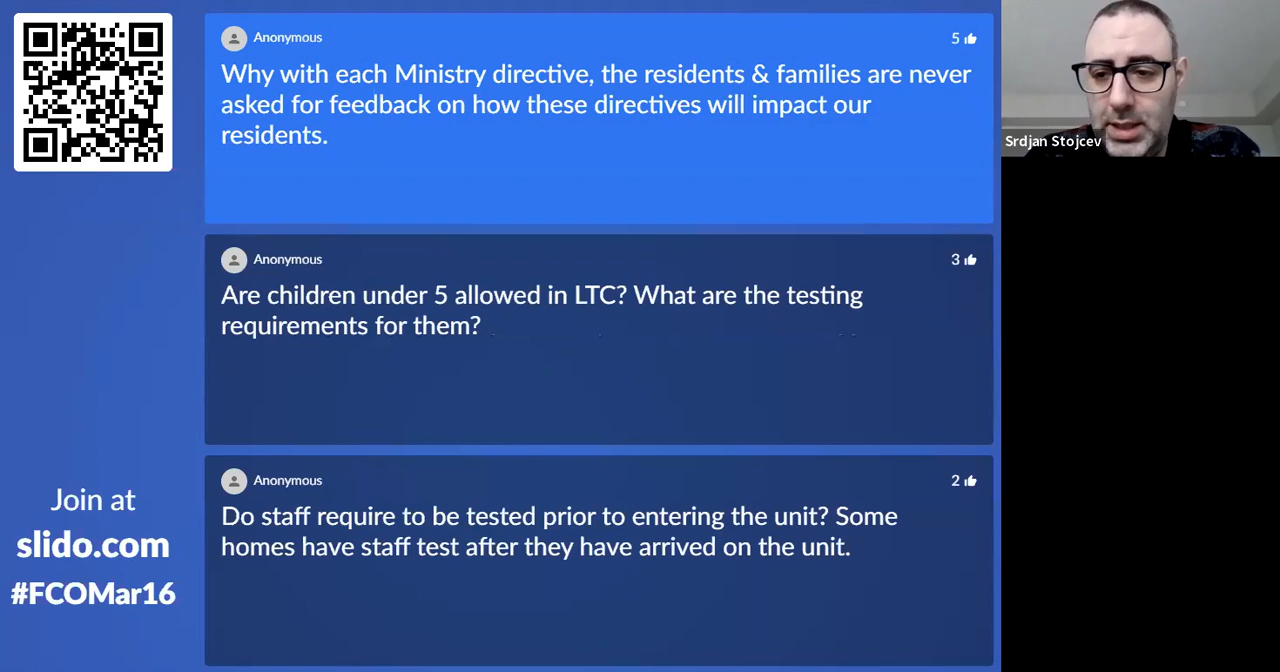 Anonymous
5
Why with each Ministry directive, the residents & families are never
asked for feedback on how these directives will impact our
residents.
Anonymous
3
Are children under 5 allowed in LTC? What are the testing
requirements for them?
Anonymous
2
Do staff require to be tested prior to entering the unit? Some
homes have staff test after they have arrived on the unit.
Join at
slido.com
#FCOMar16
Srdjan Stojcev